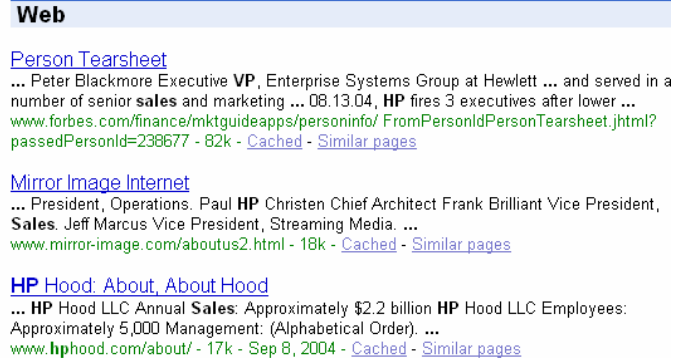 Web
Person Tearsheet
... Peter Blackmore Executive VP, Enterprise Systems Group at Hewlett ... and served in a
number of senior sales and marketing ... 08.13.04, HP fires 3 executives after lower ...
www.forbes.com/finance/mktguideapps/personinfo/ FromPersonIdPersonTearsheet.jhtml?
passedPersonId=238677 - 82k - Cached - Similar pages
Mirror Image Internet
... President, Operations. Paul HP Christen Chief Architect Frank Brilliant Vice President,
Sales. Jeff Marcus Vice President, Streaming Media. ...
www.mirror-image.com/aboutus2.html - 18k - Cached - Similar pages
HP Hood: About, About Hood
... HP Hood LLC Annual Sales: Approximately $2.2 billion HP Hood LLC Employees:
Approximately 5,000 Management: (Alphabetical Order). ...
www.hphood.com/about/ - 17k - Sep 8, 2004 - Cached - Similar pages